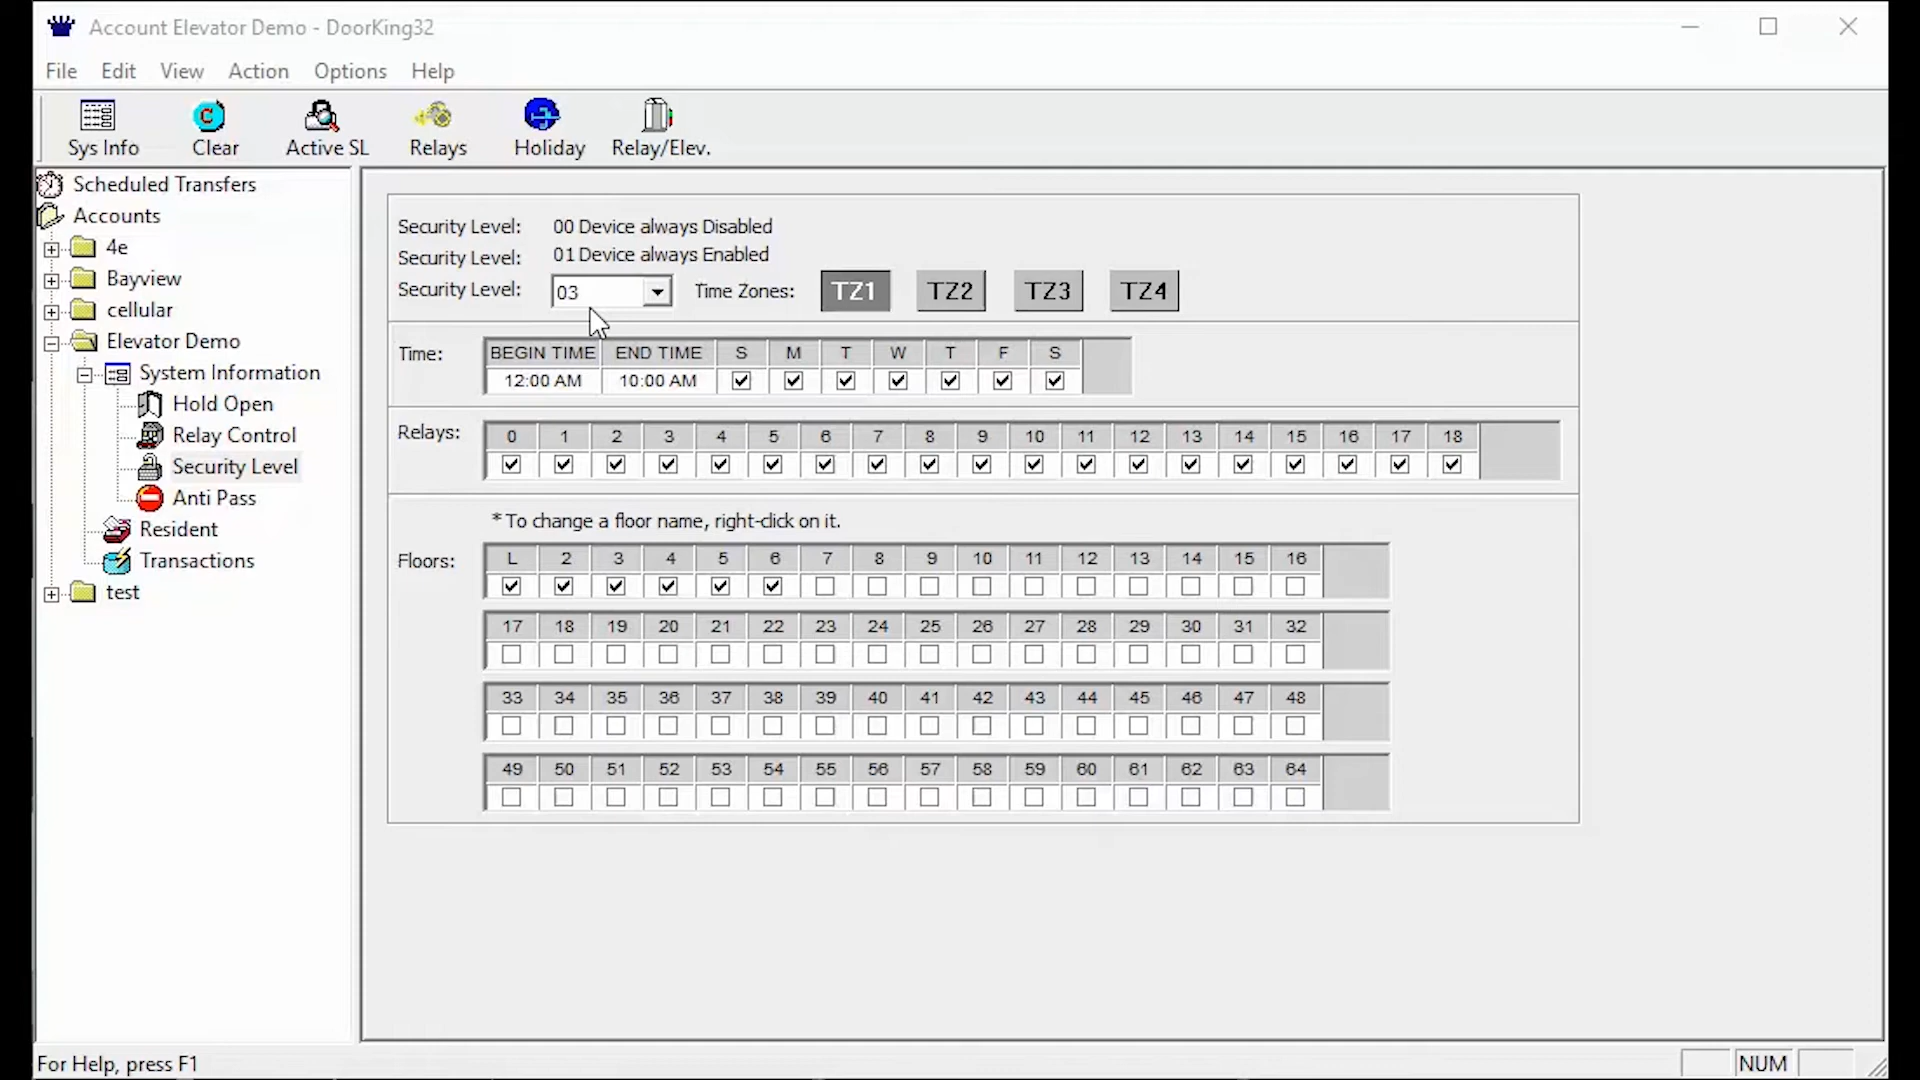 Account Elevator Demo - DoorKing32
File Edit View Action Options Help
C
Sys Info Clear Active SL Relays Holiday Relay/Elev.
Scheduled Transfers
Accounts
4e
Bayview
cellular
Elevator Demo
System Information
Hold Open
Relay Control
Security Level
Anti Pass
Resident
Transactions
test
Security Level: 00 Device always Disabled
Security Level: 01 Device always Enabled
Security Level: 03 Time Zones: TZ1 TZ2 TZ3 TZ4
Time: BEGIN TIME END TIME S M T W T F S
12:00 AM 10:00 AM
Relays: 0 1 2 3 4 5 6 7 8 9 10 11 12 13 14 15 16 17 18
* To change a floor name, right-click on it.
Floors: L 2 3 4 5 6 7 8 9 10 11 12 13 14 15 16
17 18 19 20 21 22 23 24 25 26 27 28 29 30 31 32
33 34 35 36 37 38 39 40 41 42 43 44 45 46 47 48
49 50 51 52 53 54 55 56 57 58 59 60 61 62 63 64
For Help, press F1 NUM